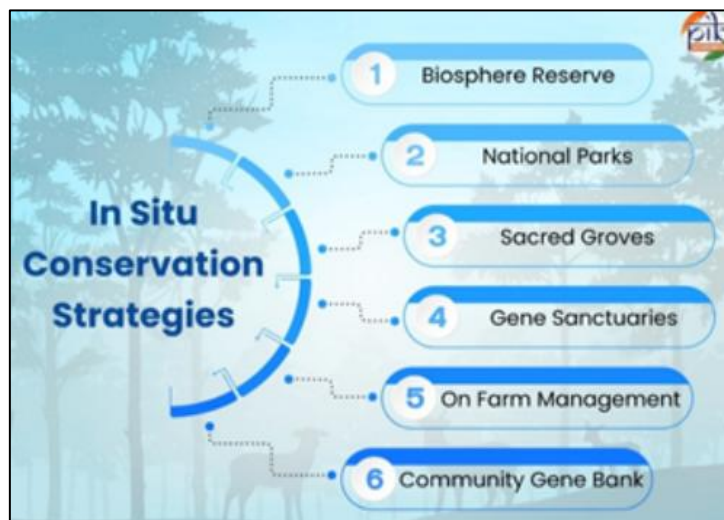 pib
1
Biosphere Reserve
2
National Parks
In Situ
Conservation
Strategies
3
Sacred Groves
4
Gene Sanctuaries
5
On Farm Management
6
Community Gene Bank